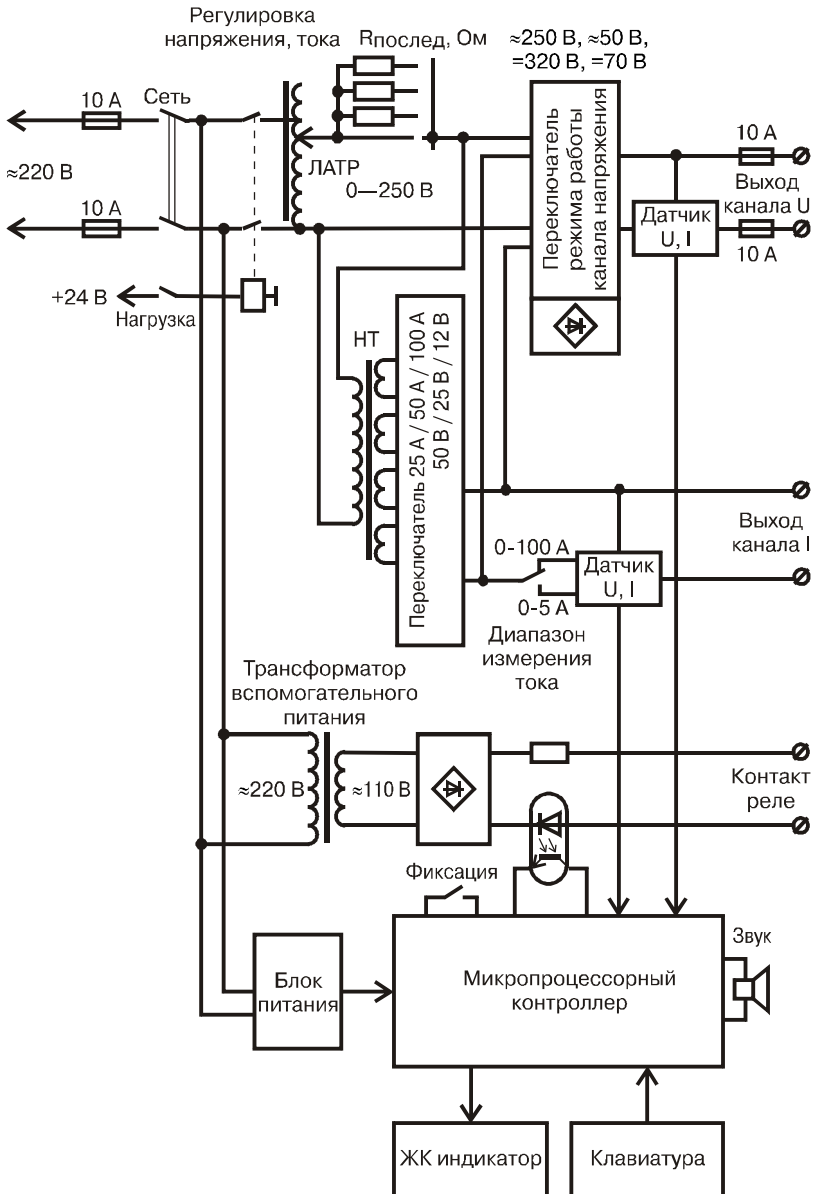 Регулировка
напряжения, тока
Rпослед, Ом
≈250 В, ≈50 В,
=320 В, =70 В
10 А
Сеть
≈220 В
ЛАТР
0—250 В
Переключатель
режима работы
канала напряжения
10 А
Выход
канала U
Датчик
U, I
10 А
10 А
+24 В
Нагрузка
НТ
Переключатель 25 А / 50 А / 100 А
50 В / 25 В / 12 В
Выход
канала I
0-100 А
Датчик
U, I
0-5 А
Диапазон
измерения
тока
Трансформатор
вспомогательного
питания
≈220 В
≈110 В
Контакт
реле
Фиксация
Звук
Блок
питания
Микропроцессорный
контроллер
ЖК индикатор
Клавиатура